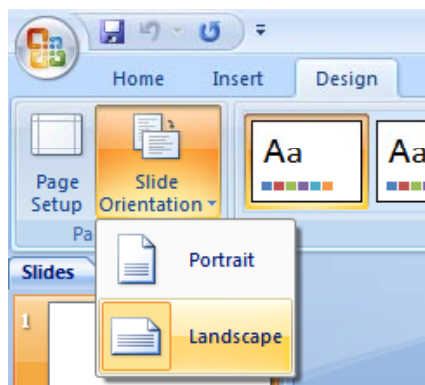 Home Insert Design
Aa Aa
Page Setup
Slide Orientation
Pa
Portrait
Slides
1
Landscape